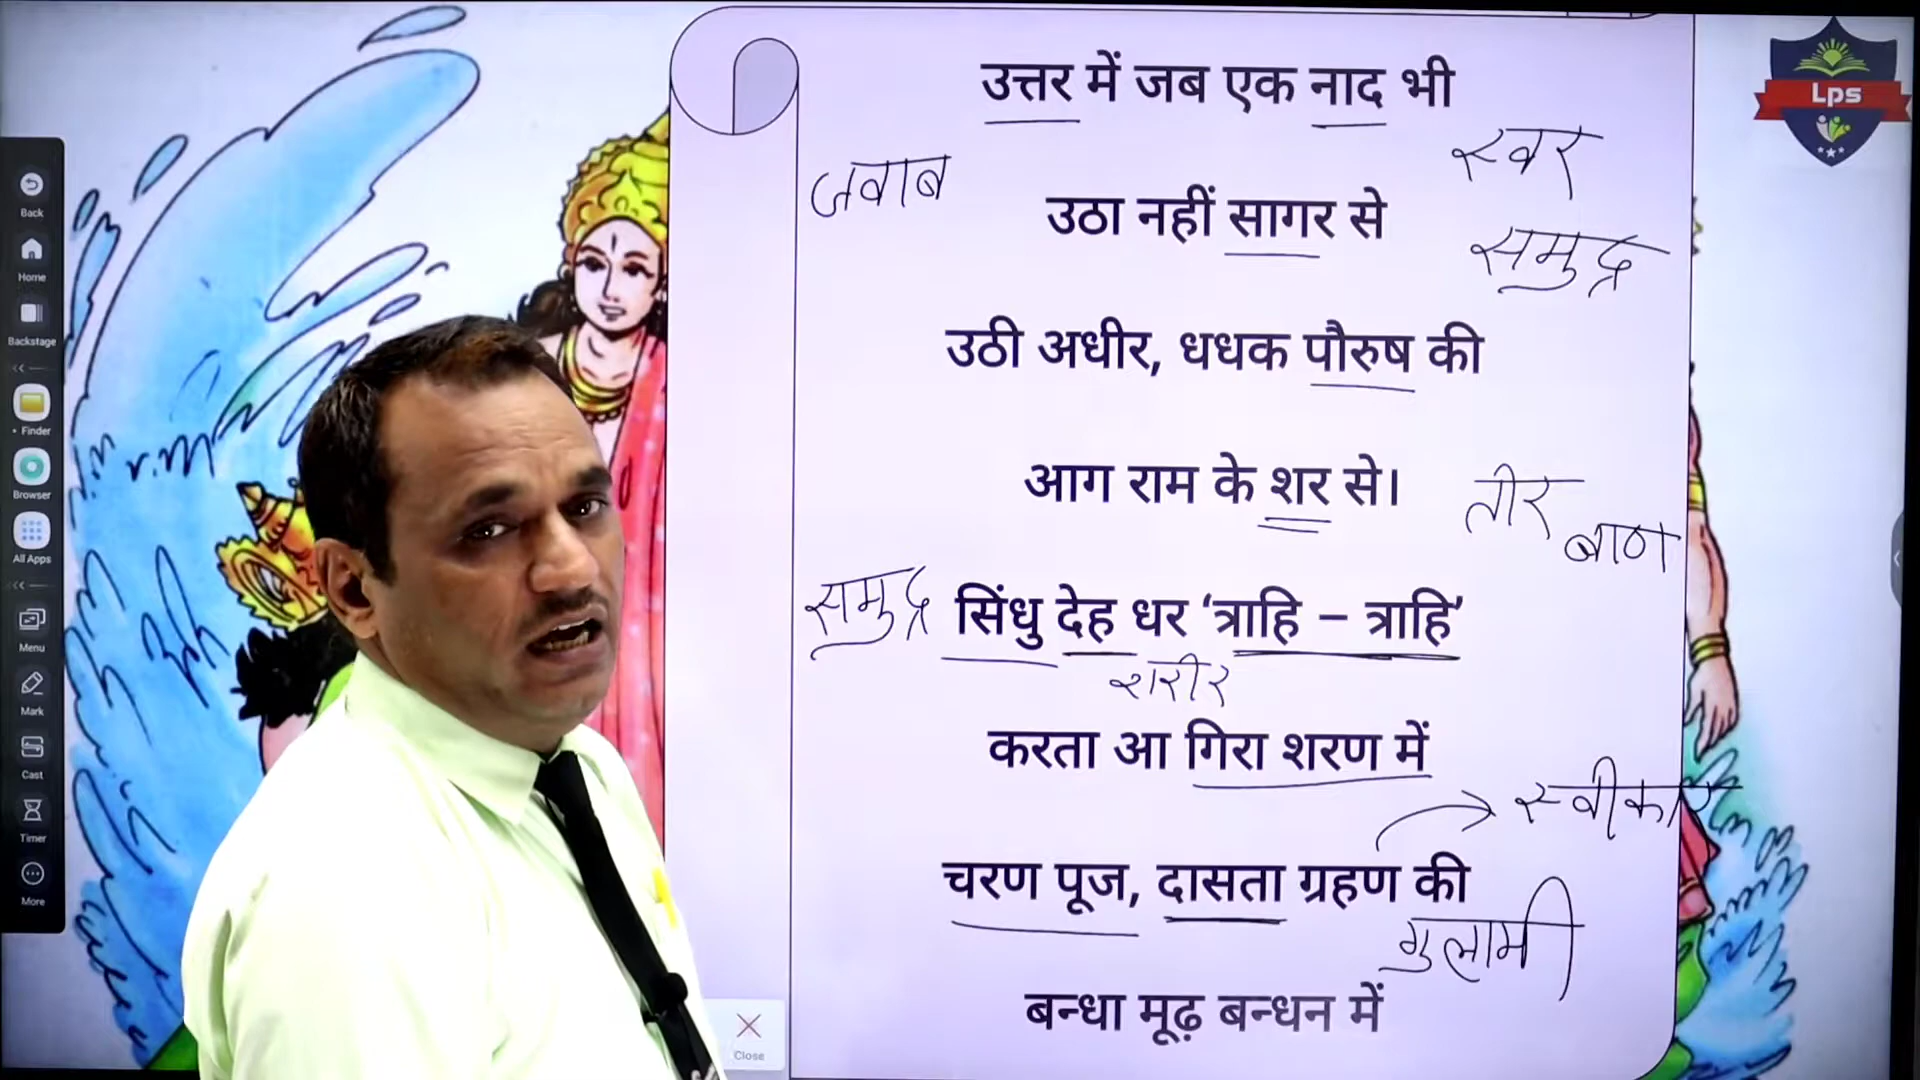 उत्तर में जब एक नाद भी
स्वर
जवाब
उठा नहीं सागर से
समुद्र
उठी अधीर, धधक पौरुष की
आग राम के शर से।
तीर
बाण
समुद्र
सिंधु देह धर ‘त्राहि – त्राहि’
शरीर
करता आ गिरा शरण में
स्वीकार
चरण पूज, दासता ग्रहण की
गुलामी
बन्धा मूढ़ बन्धन में
Lps
Back
Home
Backstage
Finder
Browser
All Apps
Menu
Mark
Cast
Timer
More
Close